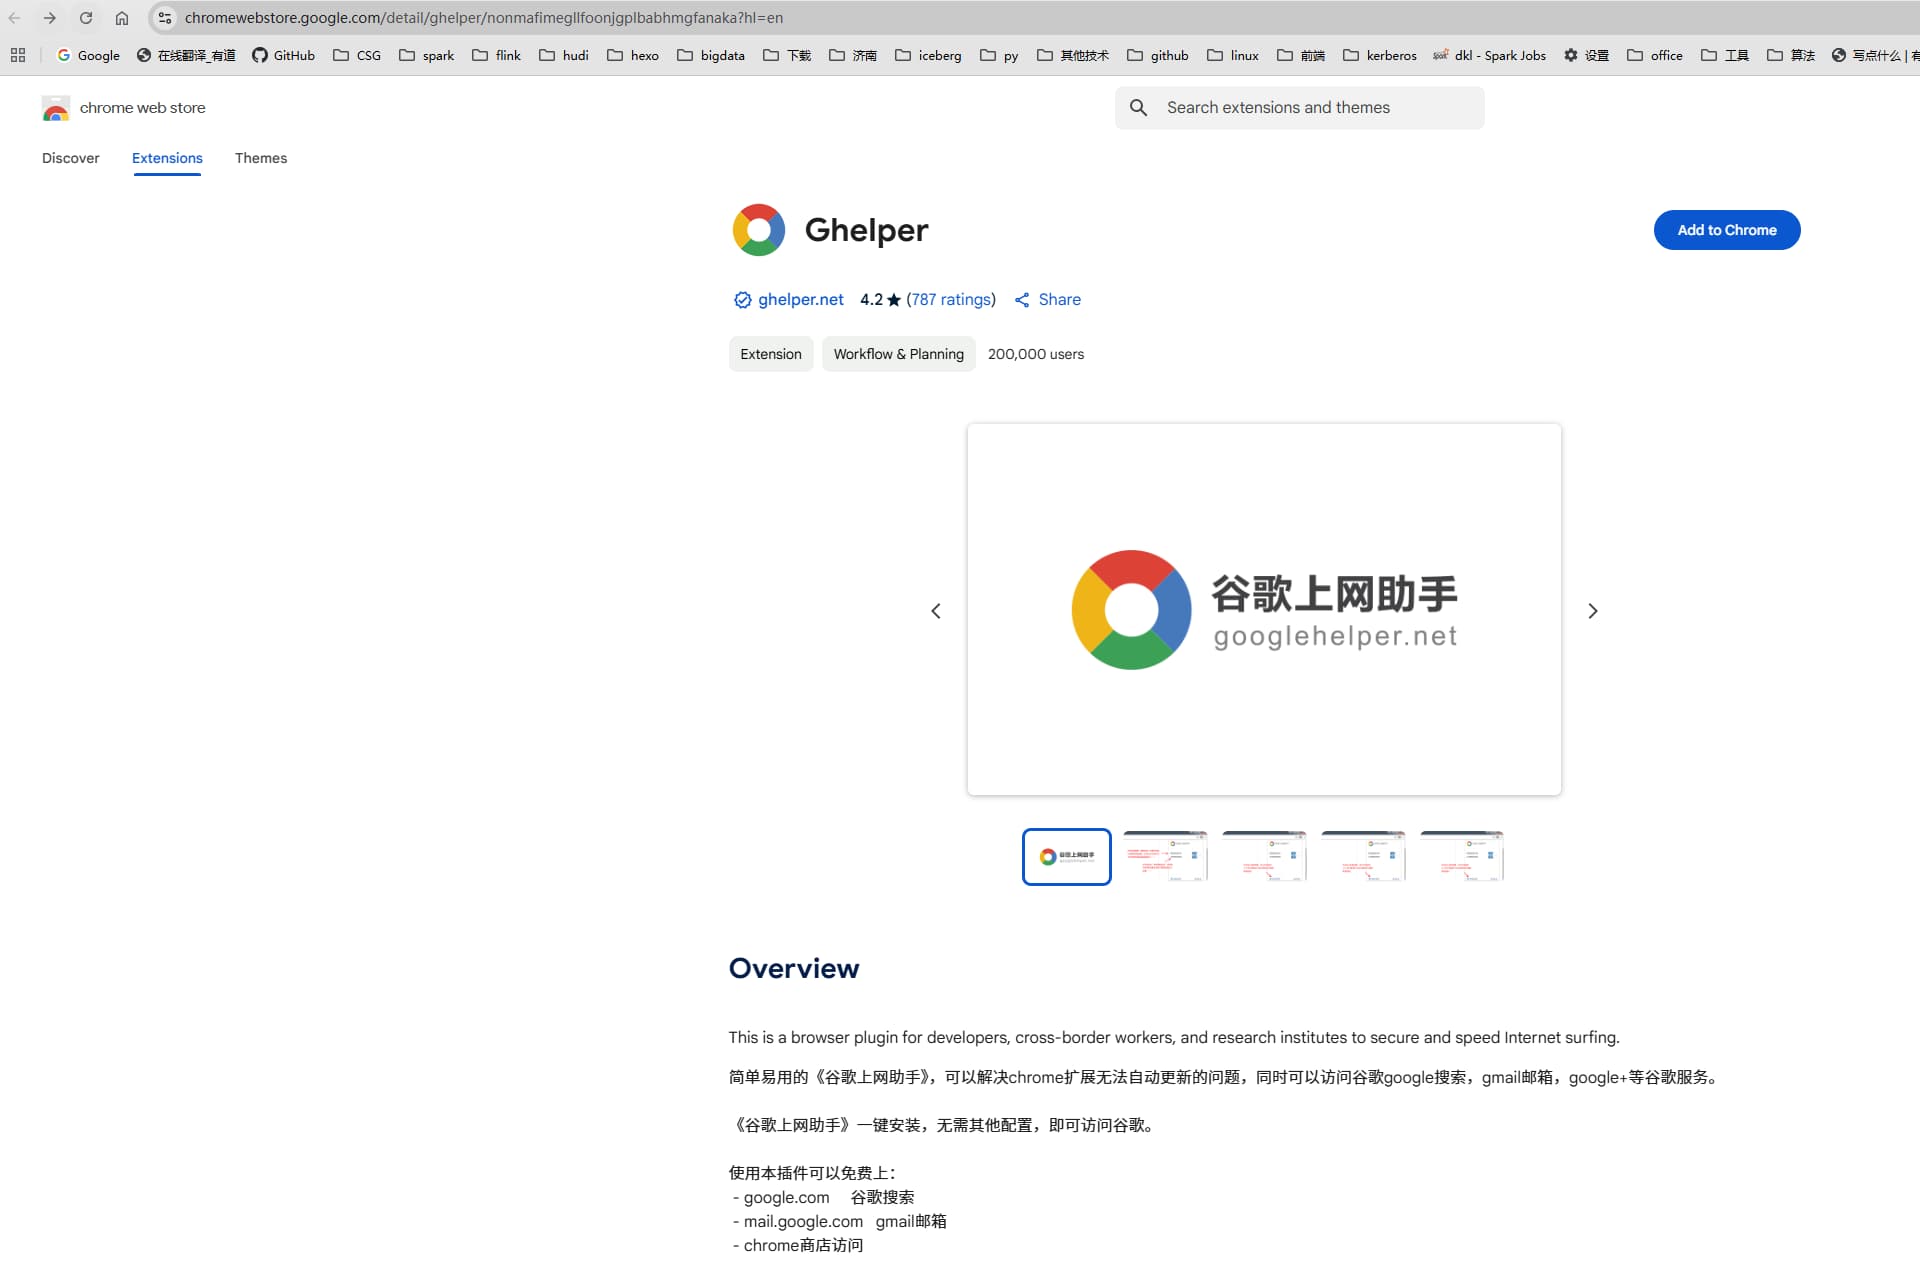 chromewebstore.google.com/detail/ghelper/nonmafimegllfoonjgplbabhmgfanaka?hl=en
Google 在线翻译_有道 GitHub CSG spark flink hudi hexo bigdata 下载 济南 iceberg py 其他技术 github linux 前端 kerberos dkl - Spark Jobs 设置 office 工具 算法 写点什么 | 有
chrome web store
Search extensions and themes
Discover Extensions Themes
Ghelper
Add to Chrome
ghelper.net 4.2★ (787 ratings) Share
Extension Workflow & Planning 200,000 users
谷歌上网助手
googlehelper.net
谷歌上网助手
Overview
This is a browser plugin for developers, cross-border workers, and research institutes to secure and speed Internet surfing.
简单易用的《谷歌上网助手》，可以解决chrome扩展无法自动更新的问题，同时可以访问谷歌google搜索，gmail邮箱，google+等谷歌服务。
《谷歌上网助手》一键安装，无需其他配置，即可访问谷歌。
使用本插件可以免费上：
- google.com 谷歌搜索
- mail.google.com gmail邮箱
- chrome商店访问